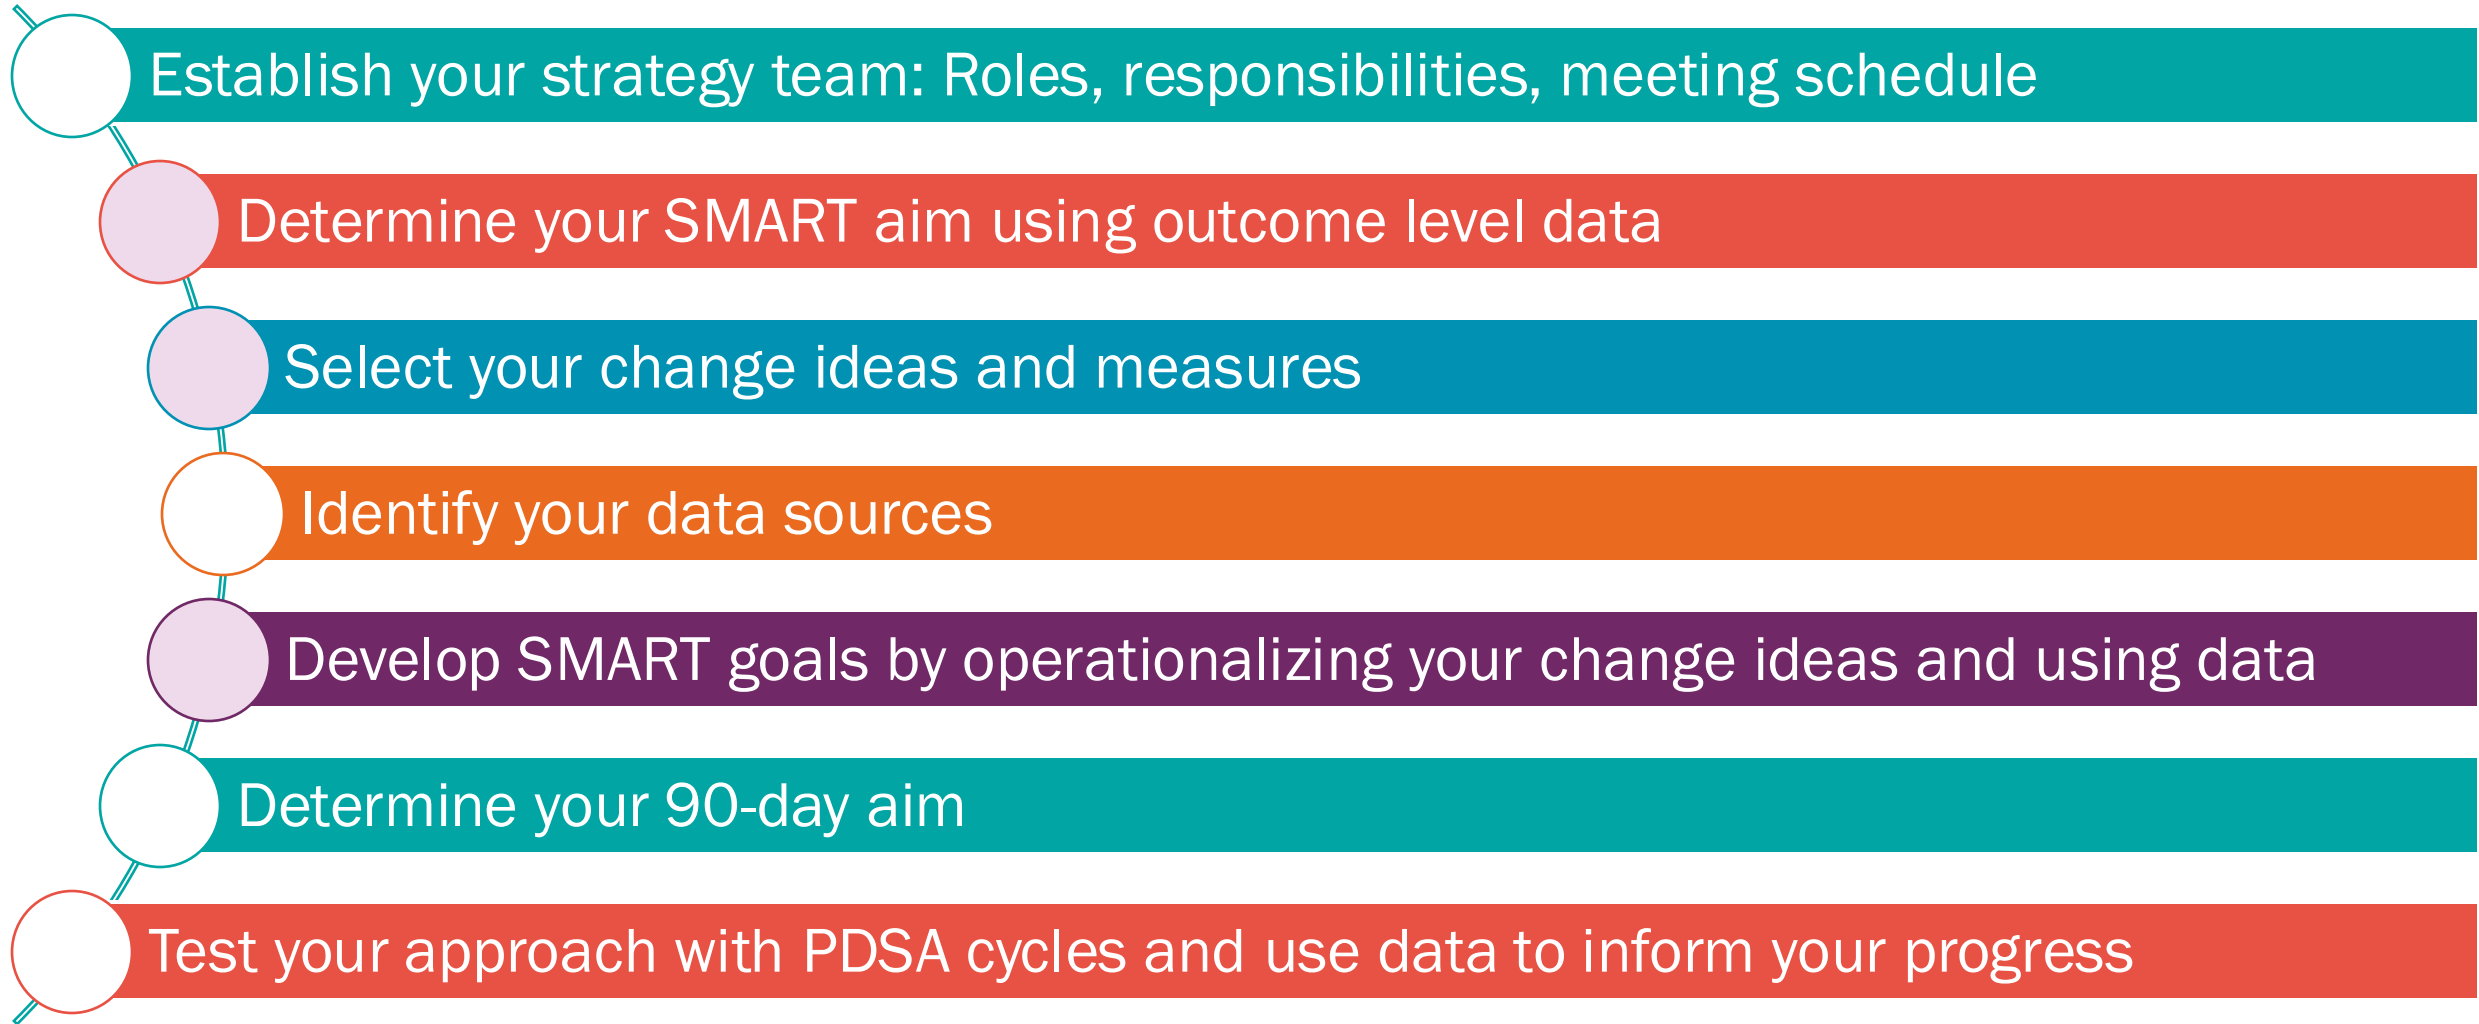 Establish your strategy team: Roles, responsibilities, meeting schedule
Determine your SMART aim using outcome level data
Select your change ideas and measures
Identify your data sources
Develop SMART goals by operationalizing your change ideas and using data
Determine your 90-day aim
Test your approach with PDSA cycles and use data to inform your progress